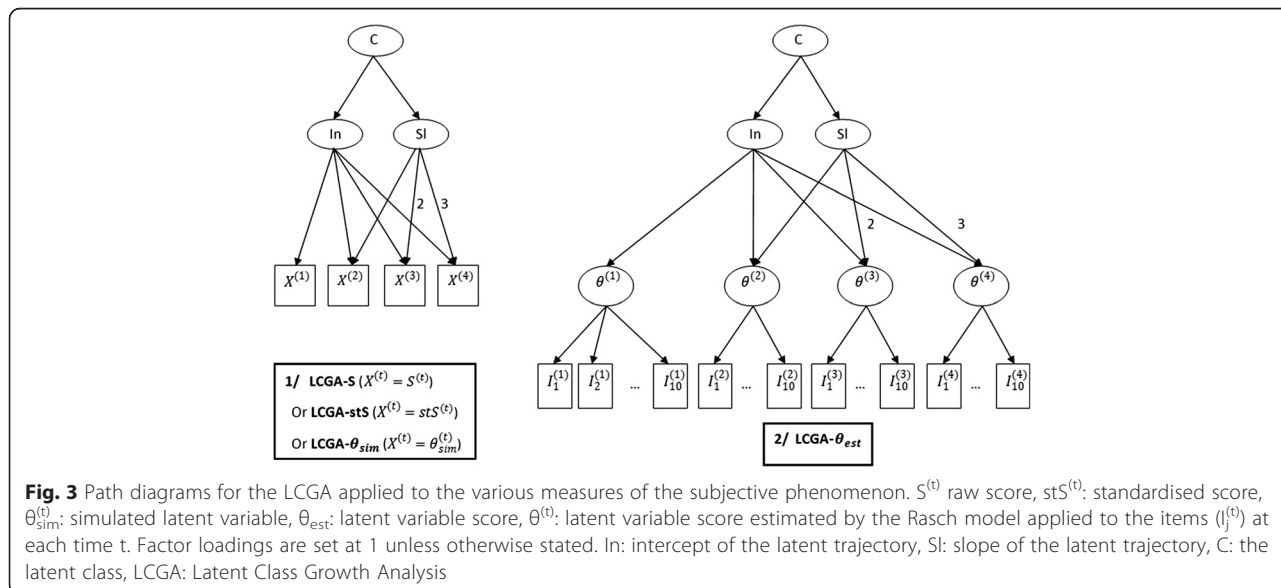 C
C
In Sl
In Sl
2 3
2 3
X⁽¹⁾ X⁽²⁾ X⁽³⁾ X⁽⁴⁾
θ⁽¹⁾ θ⁽²⁾ θ⁽³⁾ θ⁽⁴⁾
I₁⁽¹⁾ I₂⁽¹⁾ ... I₁₀⁽¹⁾ I₁⁽²⁾ ... I₁₀⁽²⁾ I₁⁽³⁾ ... I₁₀⁽³⁾ I₁⁽⁴⁾ ... I₁₀⁽⁴⁾
1/ LCGA-S (X⁽ᵗ⁾ = S⁽ᵗ⁾)
Or LCGA-stS (X⁽ᵗ⁾ = stS⁽ᵗ⁾)
Or LCGA-θ_sim (X⁽ᵗ⁾ = θ_sim⁽ᵗ⁾)
2/ LCGA-θ_est
Fig. 3 Path diagrams for the LCGA applied to the various measures of the subjective phenomenon. S⁽ᵗ⁾ raw score, stS⁽ᵗ⁾: standardised score,
θ_sim⁽ᵗ⁾: simulated latent variable, θ_est: latent variable score, θ⁽ᵗ⁾: latent variable score estimated by the Rasch model applied to the items (I_j⁽ᵗ⁾) at
each time t. Factor loadings are set at 1 unless otherwise stated. In: intercept of the latent trajectory, Sl: slope of the latent trajectory, C: the
latent class, LCGA: Latent Class Growth Analysis